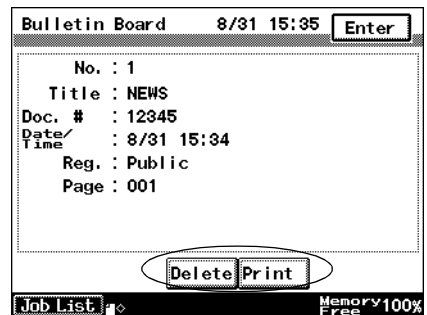 Bulletin Board 8/31 15:35 Enter
No. : 1
Title : NEWS
Doc. # : 12345
Date/Time : 8/31 15:34
Reg. : Public
Page : 001
Delete Print
Job List Memory Free 100%